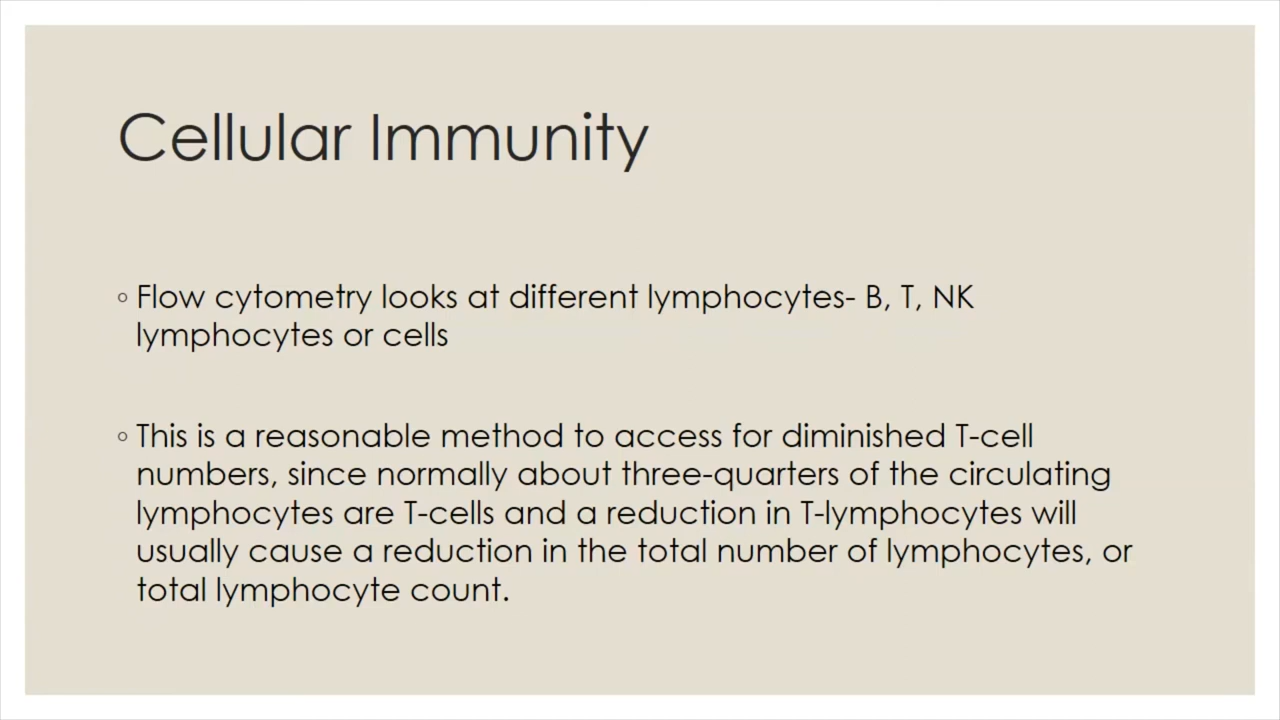 Cellular Immunity
◦ Flow cytometry looks at different lymphocytes- B, T, NK
lymphocytes or cells
◦ This is a reasonable method to access for diminished T-cell
numbers, since normally about three-quarters of the circulating
lymphocytes are T-cells and a reduction in T-lymphocytes will
usually cause a reduction in the total number of lymphocytes, or
total lymphocyte count.